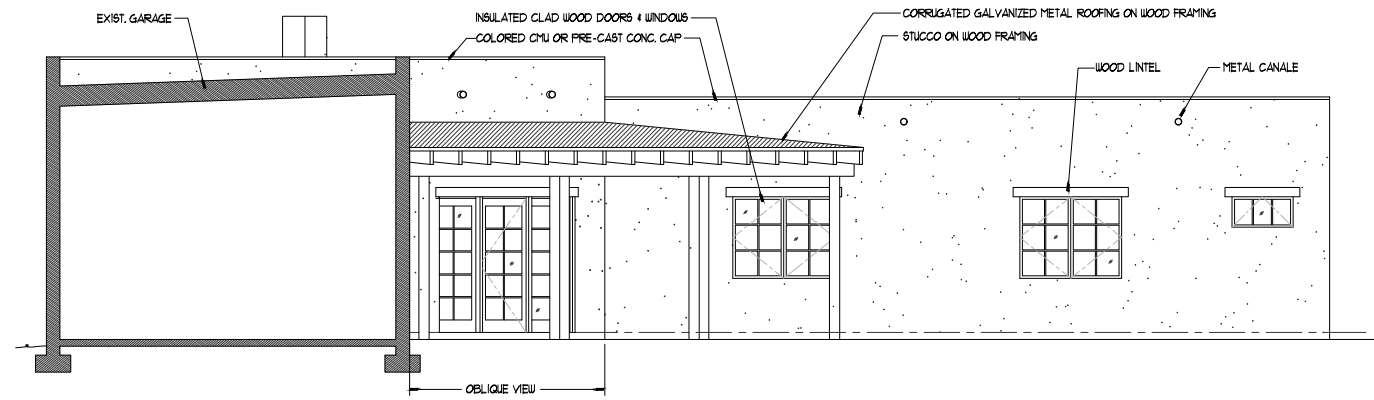 EXIST. GARAGE
INSULATED CLAD WOOD DOORS & WINDOWS
COLORED CMU OR PRE-CAST CONC. CAP
CORRUGATED GALVANIZED METAL ROOFING ON WOOD FRAMING
STUCCO ON WOOD FRAMING
WOOD LINTEL
METAL CANALE
OBLIQUE VIEW